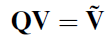 QV = Ṽ